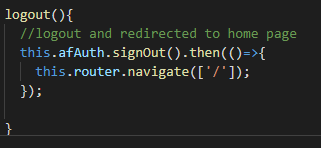 logout(){
  //logout and redirected to home page
  this.afAuth.signOut().then(()=>{
    this.router.navigate(['/']);
  });

}